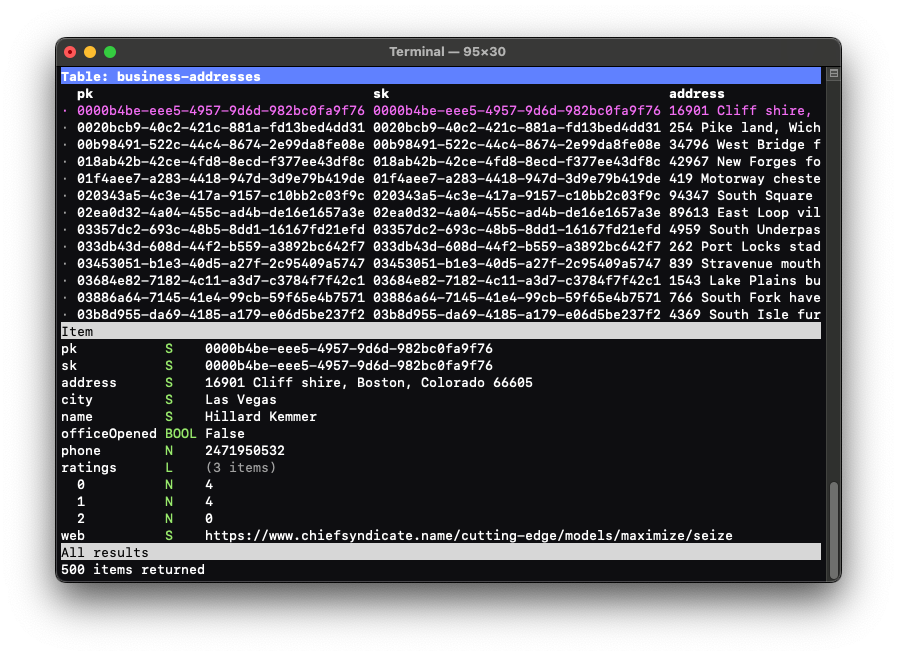 Terminal — 95×30
Table: business-addresses
pk sk address
· 0000b4be-eee5-4957-9d6d-982bc0fa9f76 0000b4be-eee5-4957-9d6d-982bc0fa9f76 16901 Cliff shire,
· 0020bcb9-40c2-421c-881a-fd13bed4dd31 0020bcb9-40c2-421c-881a-fd13bed4dd31 254 Pike land, Wich
· 00b98491-522c-44c4-8674-2e99da8fe08e 00b98491-522c-44c4-8674-2e99da8fe08e 34796 West Bridge f
· 018ab42b-22ce-4fd8-8ecd-f377ee43df8c 018ab42b-22ce-4fd8-8ecd-f377ee43df8c 42967 New Forges fo
· 01f4aee7-a283-4418-947d-3d9e79b419de 01f4aee7-a283-4418-947d-3d9e79b419de 419 Motorway cheste
· 020343a5-4c3e-417a-9157-c10bb2c03f9c 020343a5-4c3e-417a-9157-c10bb2c03f9c 94347 South Square
· 02ea0d32-4a04-455c-ad4b-de16e1657a3e 02ea0d32-4a04-455c-ad4b-de16e1657a3e 89613 East Loop vil
· 03357dc2-693c-48b5-8dd1-16167fd21efd 03357dc2-693c-48b5-8dd1-16167fd21efd 4959 South Underpas
· 033db43d-608d-44f2-b559-a3892bc642f7 033db43d-608d-44f2-b559-a3892bc642f7 262 Port Locks stad
· 03453051-b1e3-40d5-a27f-2c95409a5747 03453051-b1e3-40d5-a27f-2c95409a5747 839 Stravenue mouth
· 03684e82-7182-4c11-a3d7-c3784f7f42c1 03684e82-7182-4c11-a3d7-c3784f7f42c1 1543 Lake Plains bu
· 03886a64-7145-41e4-99cb-59f65e4b7571 03886a64-7145-41e4-99cb-59f65e4b7571 766 South Fork have
· 03b8d955-da69-4185-a179-e06d5be237f2 03b8d955-da69-4185-a179-e06d5be237f2 4369 South Isle fur
Item
pk S 0000b4be-eee5-4957-9d6d-982bc0fa9f76
sk S 0000b4be-eee5-4957-9d6d-982bc0fa9f76
address S 16901 Cliff shire, Boston, Colorado 66605
city S Las Vegas
name S Hillard Kemmer
officeOpened BOOL False
phone N 2471950532
ratings L (3 items)
0 N 4
1 N 4
2 N 0
web S https://www.chiefsyndicate.name/cutting-edge/models/maximize/seize
All results
500 items returned